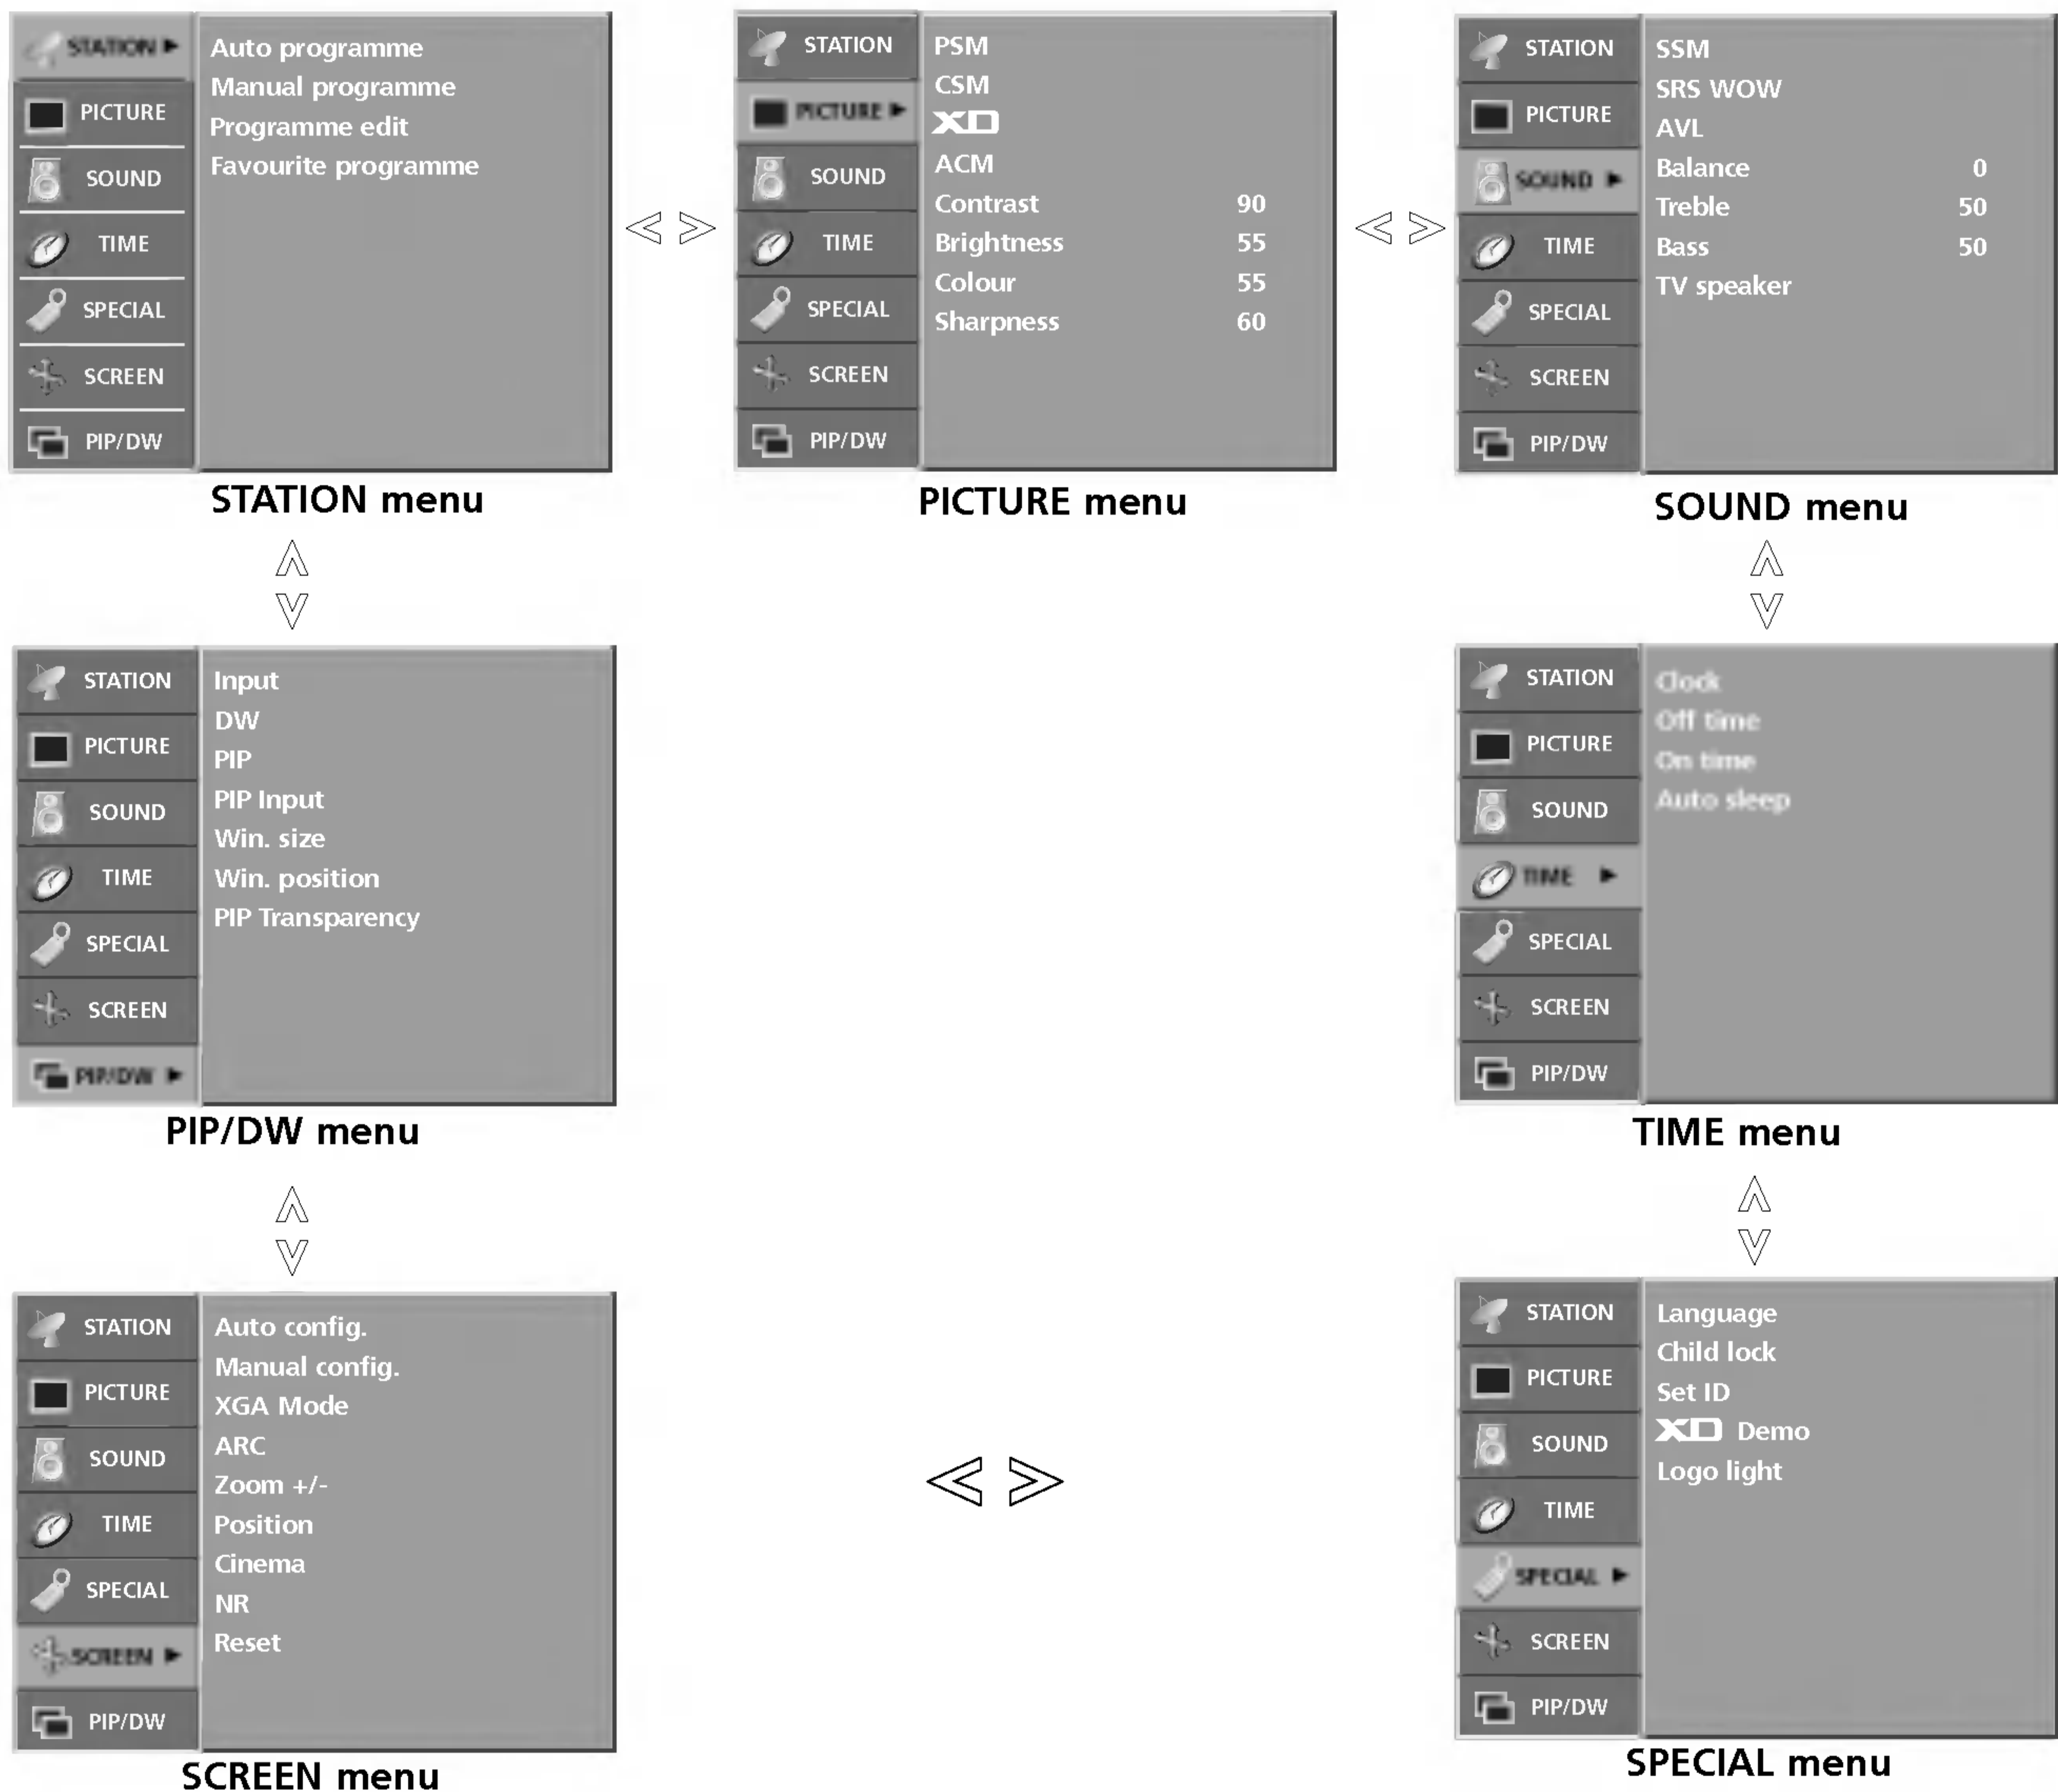 STATION
PICTURE
SOUND
TIME
SPECIAL
SCREEN
PIP/DW
Auto programme
Manual programme
Programme edit
Favourite programme
STATION menu
STATION
PICTURE
SOUND
TIME
SPECIAL
SCREEN
PIP/DW
PSM
CSM
XD
ACM
Contrast 90
Brightness 55
Colour 55
Sharpness 60
PICTURE menu
STATION
PICTURE
SOUND
TIME
SPECIAL
SCREEN
PIP/DW
SSM
SRS WOW
AVL
Balance 0
Treble 50
Bass 50
TV speaker
SOUND menu
STATION
PICTURE
SOUND
TIME
SPECIAL
SCREEN
PIP/DW
Input
DW
PIP
PIP Input
Win. size
Win. position
PIP Transparency
PIP/DW menu
STATION
PICTURE
SOUND
TIME
SPECIAL
SCREEN
PIP/DW
Clock
Off time
On time
Auto sleep
TIME menu
STATION
PICTURE
SOUND
TIME
SPECIAL
SCREEN
PIP/DW
Auto config.
Manual config.
XGA Mode
ARC
Zoom +/-
Position
Cinema
NR
Reset
SCREEN menu
STATION
PICTURE
SOUND
TIME
SPECIAL
SCREEN
PIP/DW
Language
Child lock
Set ID
XD Demo
Logo light
SPECIAL menu